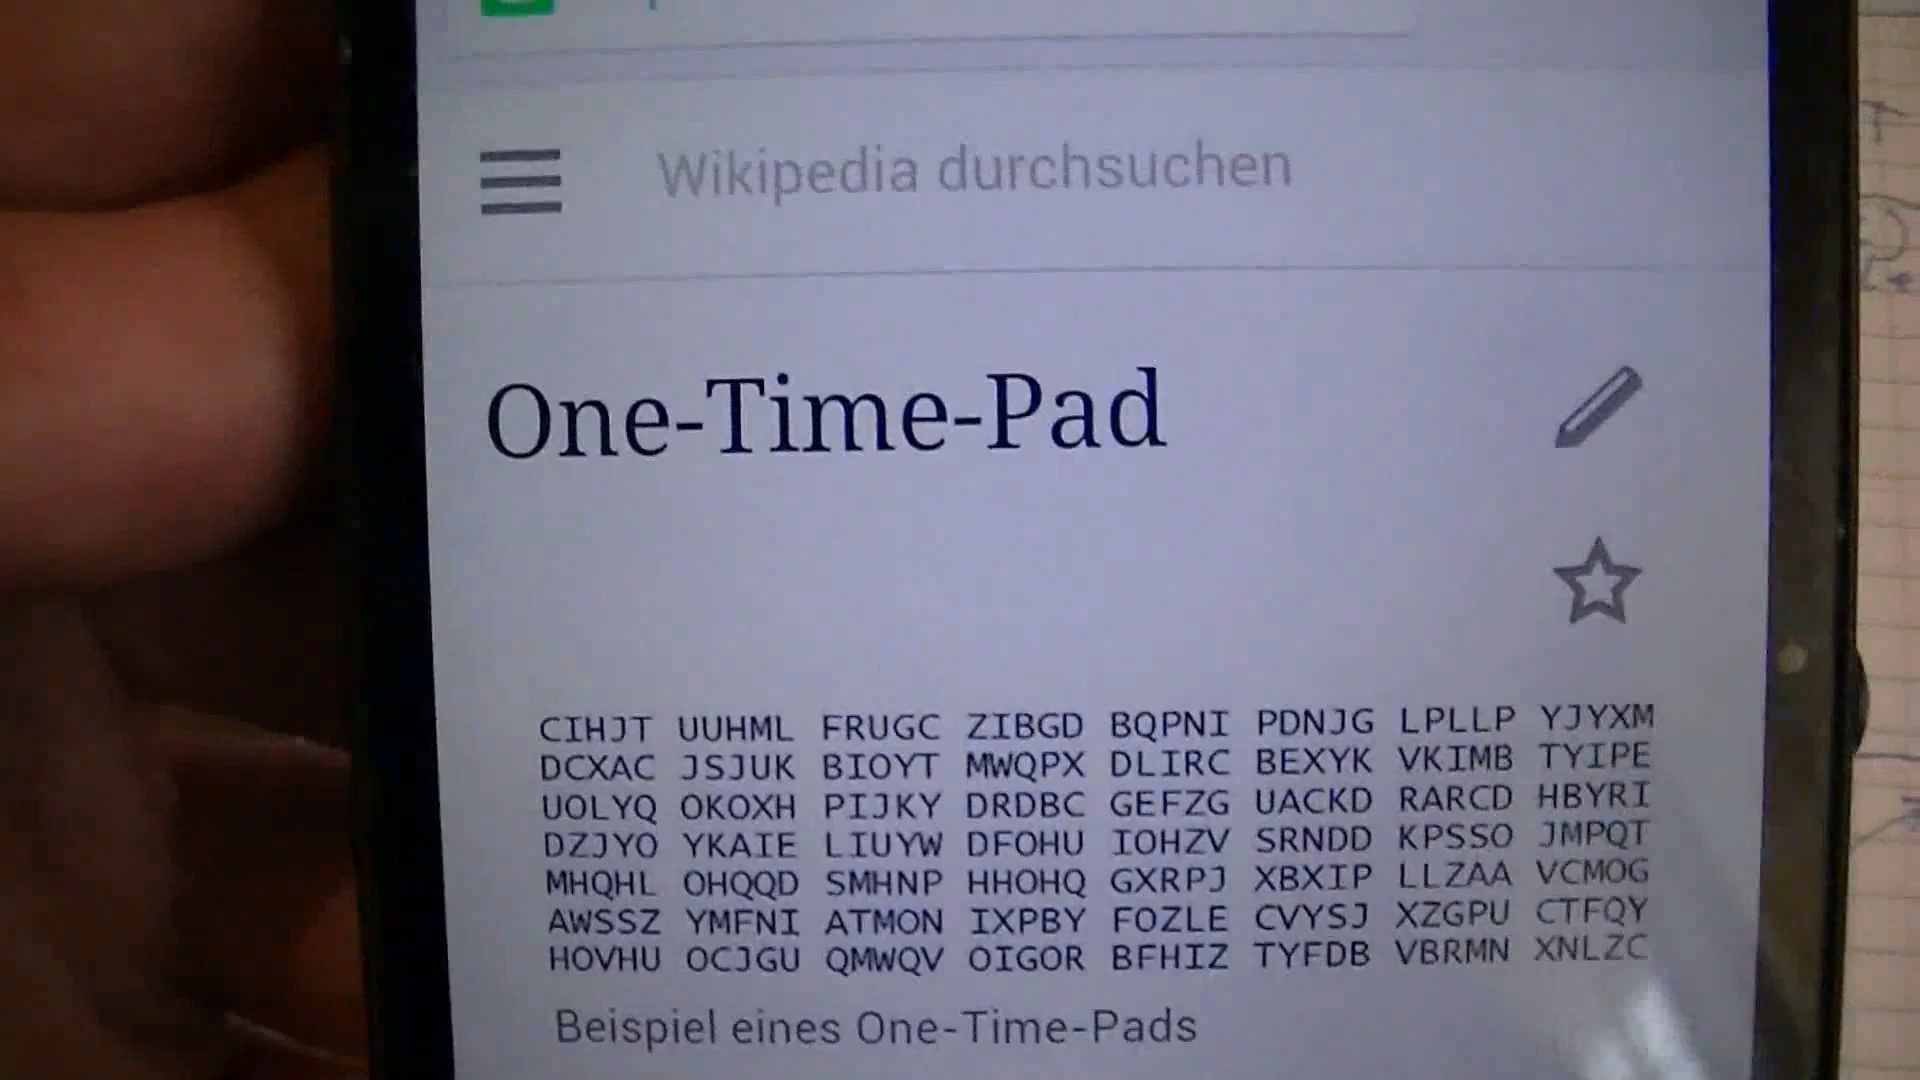 Wikipedia durchsuchen
One-Time-Pad
CIHJT UUHML FRUGC ZIBGD BQPNI PDNJG LPLLP YJYXM
DCXAC JSJUK BIOYT MWQPX DLIRC BEXYK VKIMB TYIPE
UOLYQ OKOXH PIJKY DRDBC GEFZG UACKD RARCD HBYRI
DZJYO YKAIE LIUYW DFOHU IOHZV SRNDD KPSSO JMPQT
MHQHL OHQQD SMHNP HHOHQ GXRPJ XBXIP LLZAA VCMOG
AWSSZ YMFNI ATMON IXPBY FOZLE CVYSJ XZGPU CTFQY
HOVHU OCJGU QMWQV OIGOR BFHIZ TYFDB VBRMN XNLZC
Beispiel eines One-Time-Pads